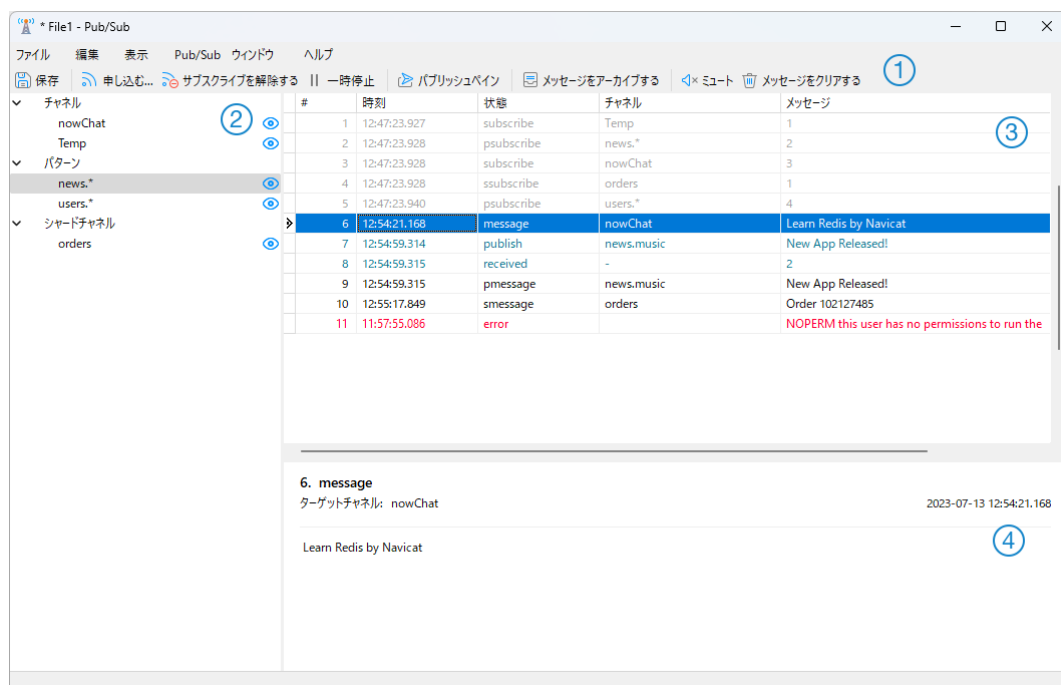 * File1 - Pub/Sub
ファイル 編集 表示 Pub/Sub ウィンドウ ヘルプ
保存 申し込む... サブスクライブを解除する 一時停止 パブリッシュペイン メッセージをアーカイブする ミュート メッセージをクリアする ①
チャネル
nowChat ②
Temp
パターン
news.*
users.*
シャードチャネル
orders
# 時刻 状態 チャネル メッセージ
1 12:47:23.927 subscribe Temp 1
2 12:47:23.928 psubscribe news.* 2
③
3 12:47:23.928 subscribe nowChat 3
4 12:47:23.928 ssubscribe orders 1
5 12:47:23.940 psubscribe users.* 4
6 12:54:21.168 message nowChat Learn Redis by Navicat
7 12:54:59.314 publish news.music New App Released!
8 12:54:59.315 received - 2
9 12:54:59.315 pmessage news.music New App Released!
10 12:55:17.849 smessage orders Order 102127485
11 11:57:55.086 error NOPERM this user has no permissions to run the
6. message
ターゲットチャネル: nowChat 2023-07-13 12:54:21.168
Learn Redis by Navicat ④